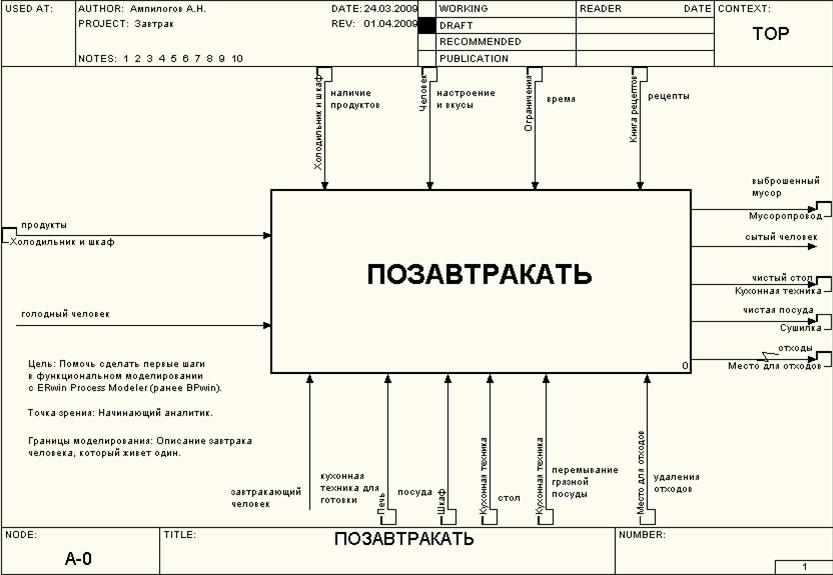 USED AT:
AUTHOR: Ампилогов А.Н.
DATE: 24.03.2009
WORKING
READER
DATE
CONTEXT:
PROJECT: Завтрак
REV: 01.04.2009
DRAFT
TOP
RECOMMENDED
NOTES: 1 2 3 4 5 6 7 8 9 10
PUBLICATION
Холодильник и шкаф
наличие
продуктов
Человек
настроение
и вкусы
Ограничения
врема
Книга рецептов
рецепты
продукты
Холодильник и шкаф
голодный человек
ПОЗАВТРАКАТЬ
0
выброшенный
мусор
Мусоропровод
сытый человек
чистый стол
Кухонная техника
чистая посуда
Сушилка
отходы
Место для отходов
Цель: Помочь сделать первые шаги
в функциональном моделировании
с ERwin Process Modeler (ранее BPwin).
Точка зрения: Начинающий аналитик.
Границы моделирования: Описание завтрака
человека, который живет один.
завтракающий
человек
кухонная
техника для
готовки
Печь
посуда
Шкаф
Кухонная техника
стол
Кухонная техника
перемывание
грязной
посуды
Место для отходов
удаления
отходов
NODE:
A-0
TITLE:
ПОЗАВТРАКАТЬ
NUMBER:
1